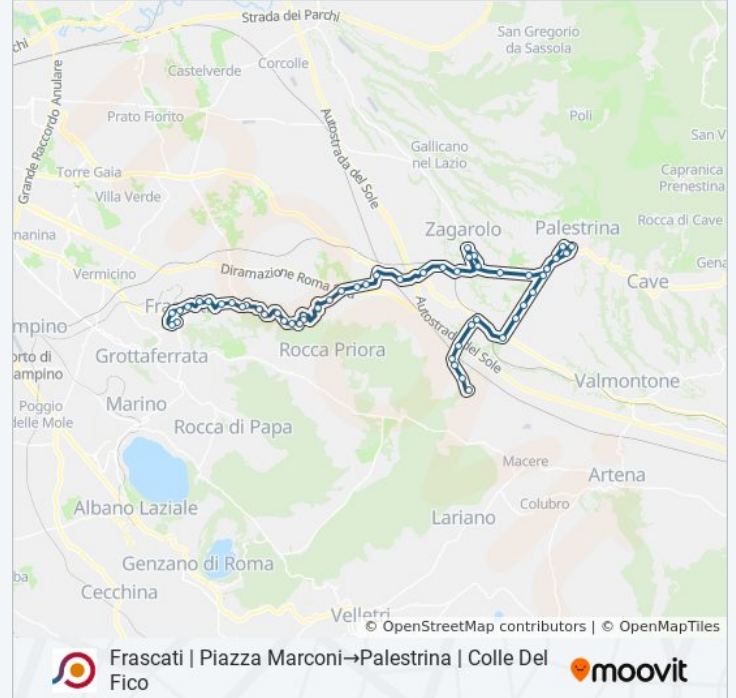 Strada dei Parchi
San Gregorio
da Sassola
chi
Castelverde
Corcolle
Grande Raccordo Anulare
Prato Fiorito
Autostrada del Sole
Poli
Gallicano
nel Lazio
San V
Torre Gaia
Capranica
Prenestina
Villa Verde
Zagarolo
Palestrina
Rocca di Cave
manina
Gena
Vermicino
Diramazione Roma
Cave
Fra
mpino
Autostrada del Sole
Grottaferrata
Rocca Priora
orto di
ampino
Valmontone
Poggio
delle Mole
Marino
Rocca di Papa
Macere
Artena
Colubro
Albano Laziale
Lariano
Genzano di Roma
ba
Cecchina
Velletri
© OpenStreetMap contributors | © OpenMapTiles
Frascati | Piazza Marconi→Palestrina | Colle Del
Fico
moovit